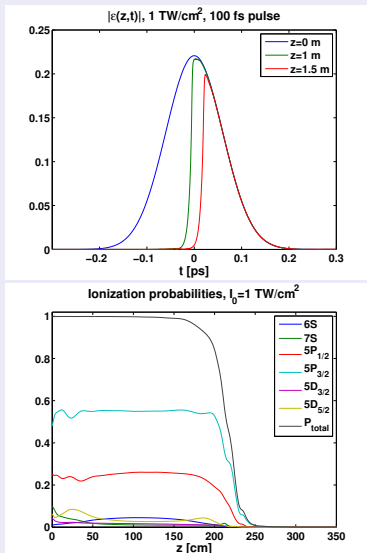 |ε(z,t)|, 1 TW/cm², 100 fs pulse
0.25
0.2
0.15
0.1
0.05
0
−0.2 −0.1 0 0.1 0.2 0.3
t [ps]
z=0 m
z=1 m
z=1.5 m
Ionization probabilities, I₀=1 TW/cm²
1
0.8
0.6
0.4
0.2
0
0 50 100 150 200 250 300 350
z [cm]
6S
7S
5P₁/₂
5P₃/₂
5D₃/₂
5D₅/₂
P_total